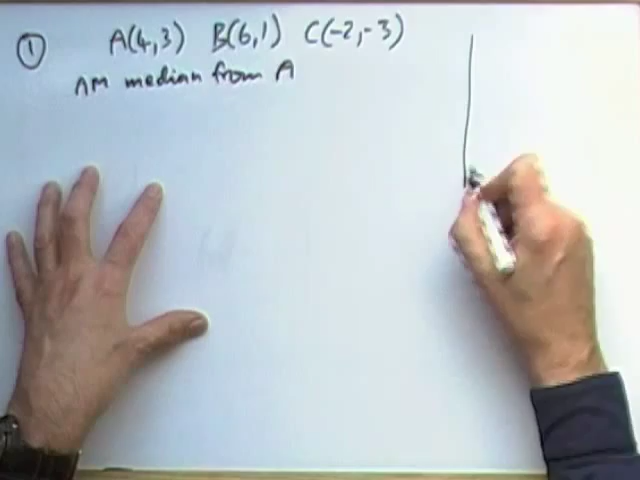 ① A(4,3) B(6,1) C(-2,-3)
AM median from A